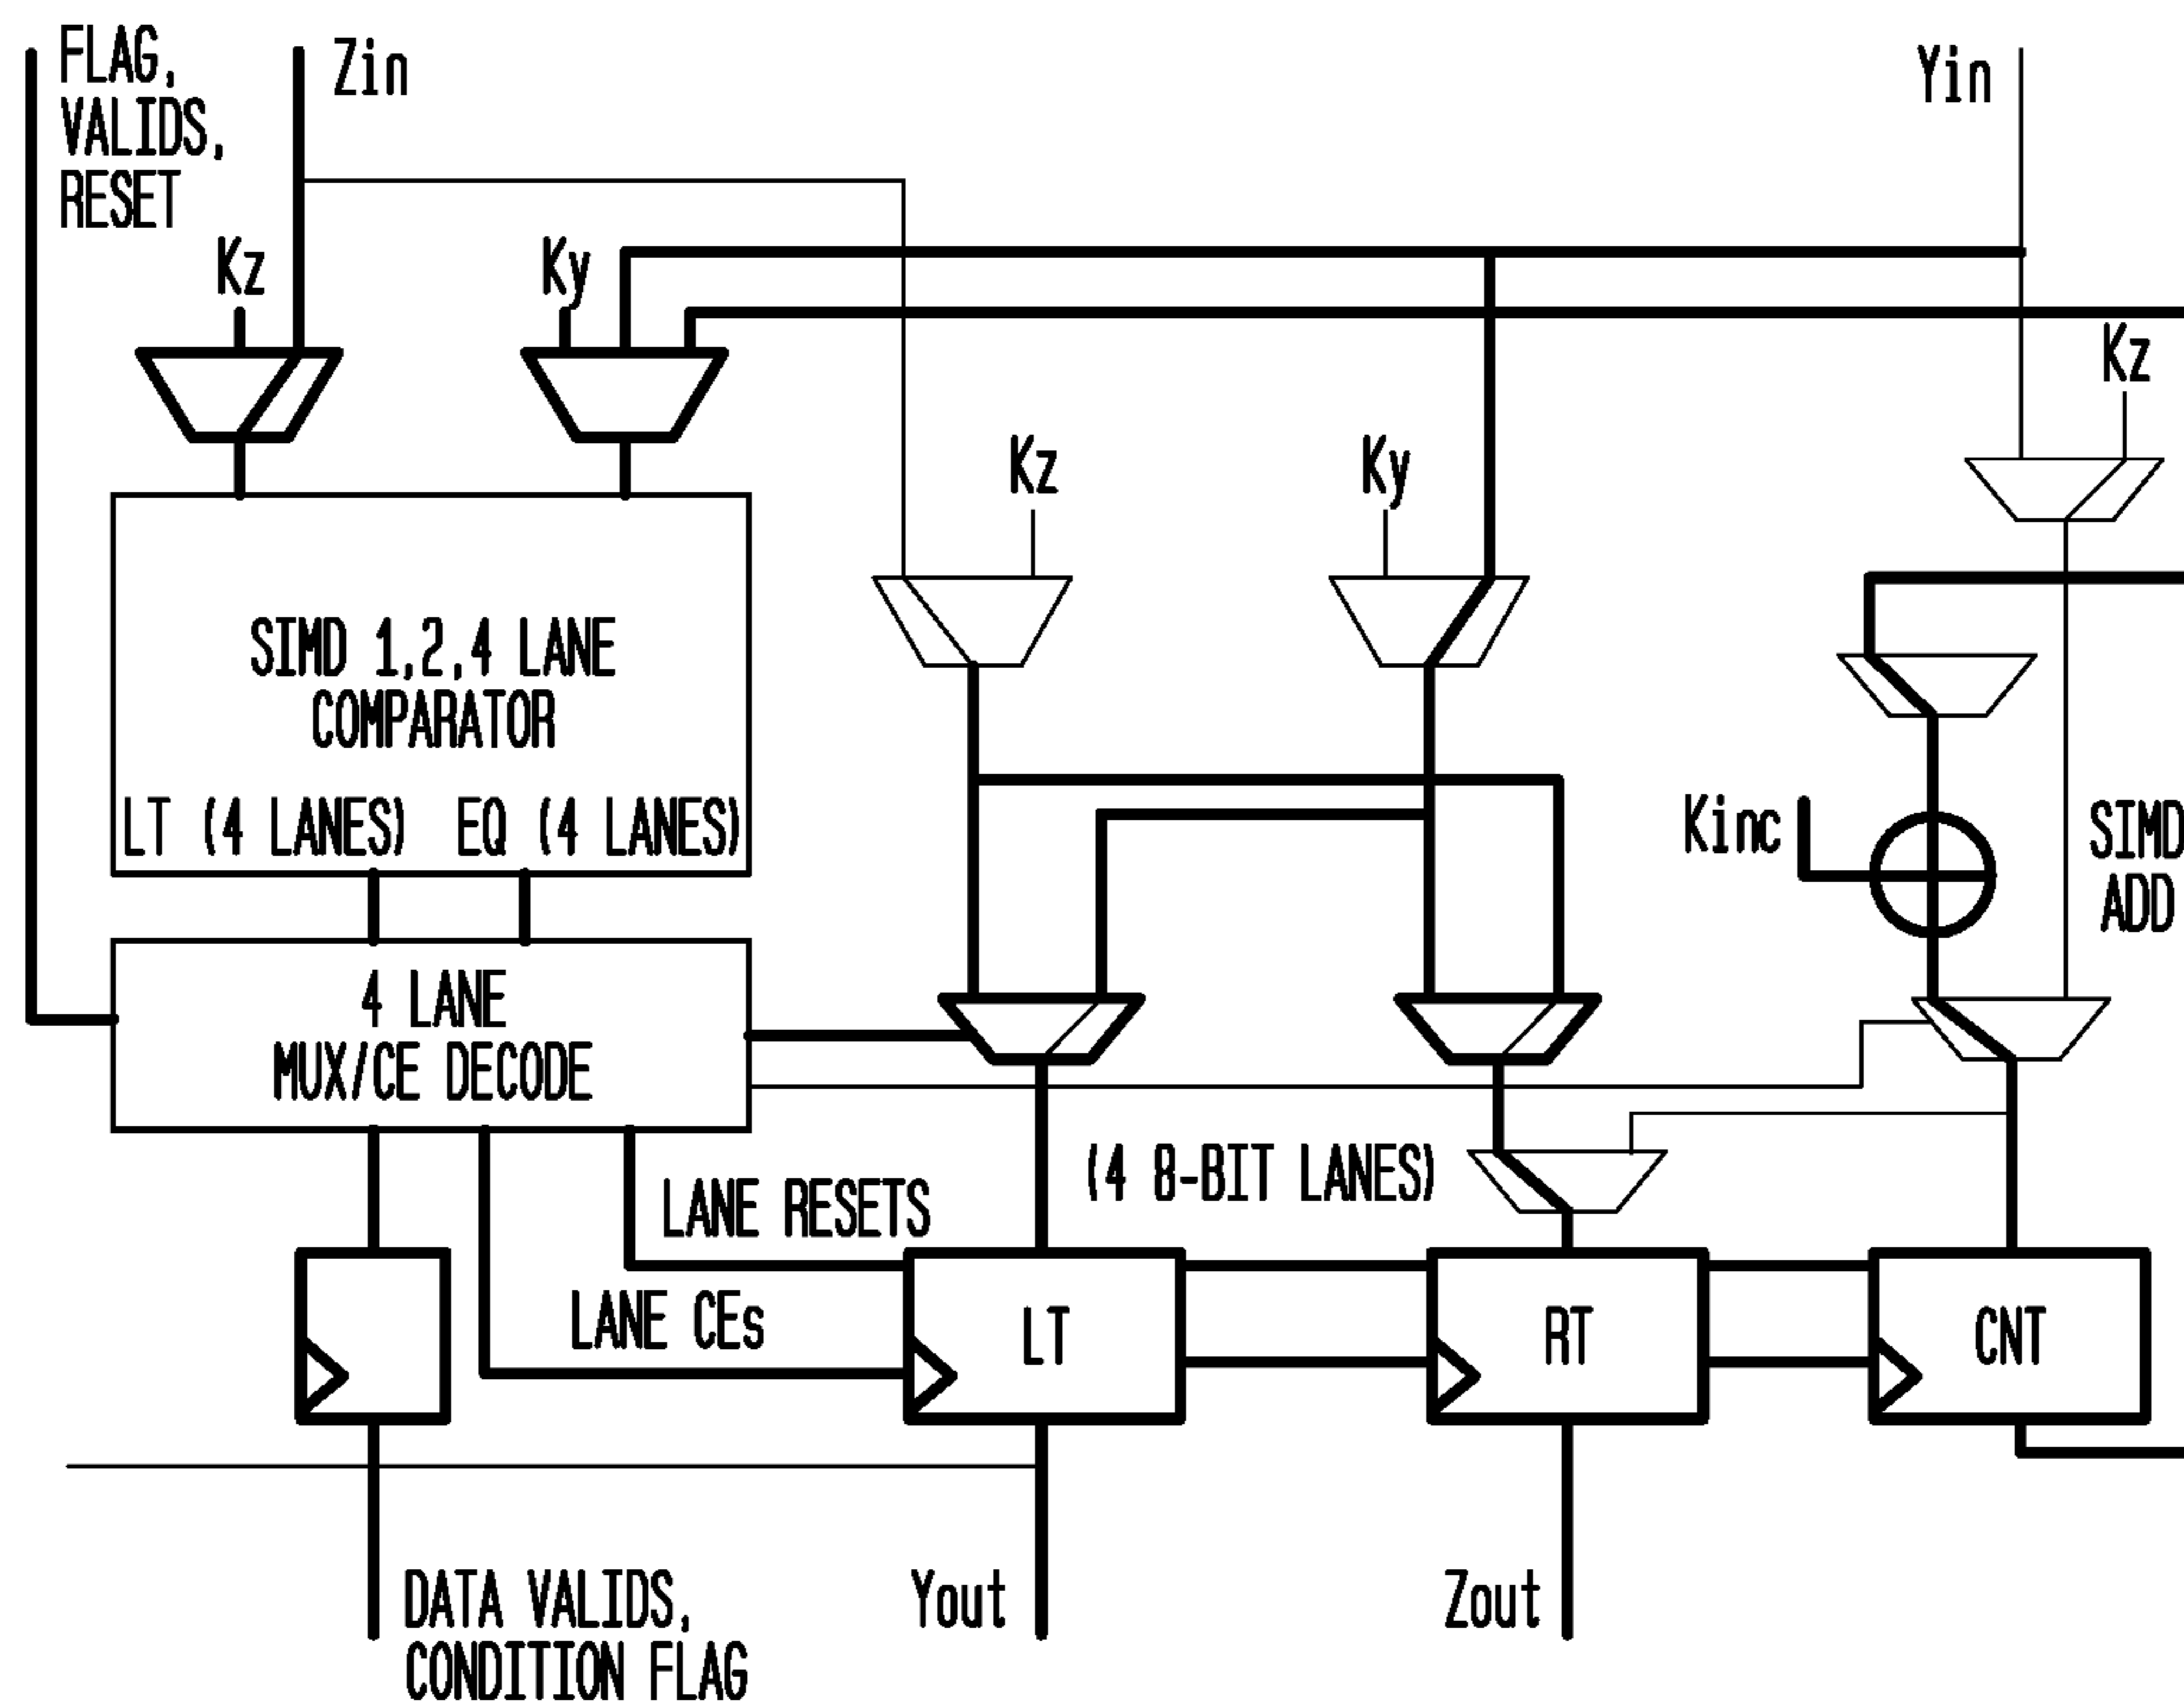 FLAG,
VALIDS,
RESET
Zin
Yin
Kz
Ky
Kz
Kz
Ky
SIMD 1,2,4 LANE
COMPARATOR
LT (4 LANES) EQ (4 LANES)
Kinc
SIMD
ADD
4 LANE
MUX/CE DECODE
(4 8-BIT LANES)
LANE RESETS
LANE CEs
LT
RT
CNT
DATA VALIDS,
CONDITION FLAG
Yout
Zout